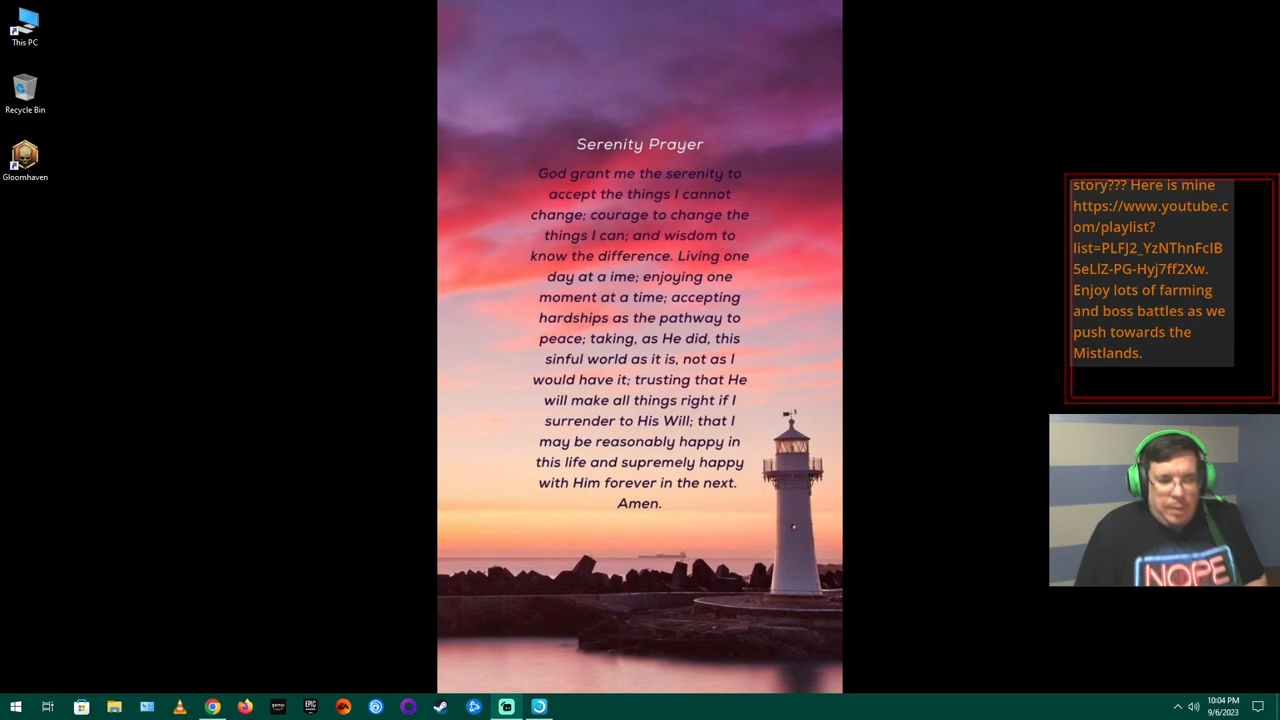 This PC
Recycle Bin
Gloomhaven
Serenity Prayer
God grant me the serenity to
accept the things I cannot
change; courage to change the
things I can; and wisdom to
know the difference. Living one
day at a ime; enjoying one
moment at a time; accepting
hardships as the pathway to
peace; taking, as He did, this
sinful world as it is, not as I
would have it; trusting that He
will make all things right if I
surrender to His Will; that I
may be reasonably happy in
this life and supremely happy
with Him forever in the next.
Amen.
story??? Here is mine
https://www.youtube.c
om/playlist?
list=PLFJ2_YzNThnFcIB
5eLlZ-PG-Hyj7ff2Xw.
Enjoy lots of farming
and boss battles as we
push towards the
Mistlands.
NOPE
EPIC
EA
10:04 PM
9/6/2023